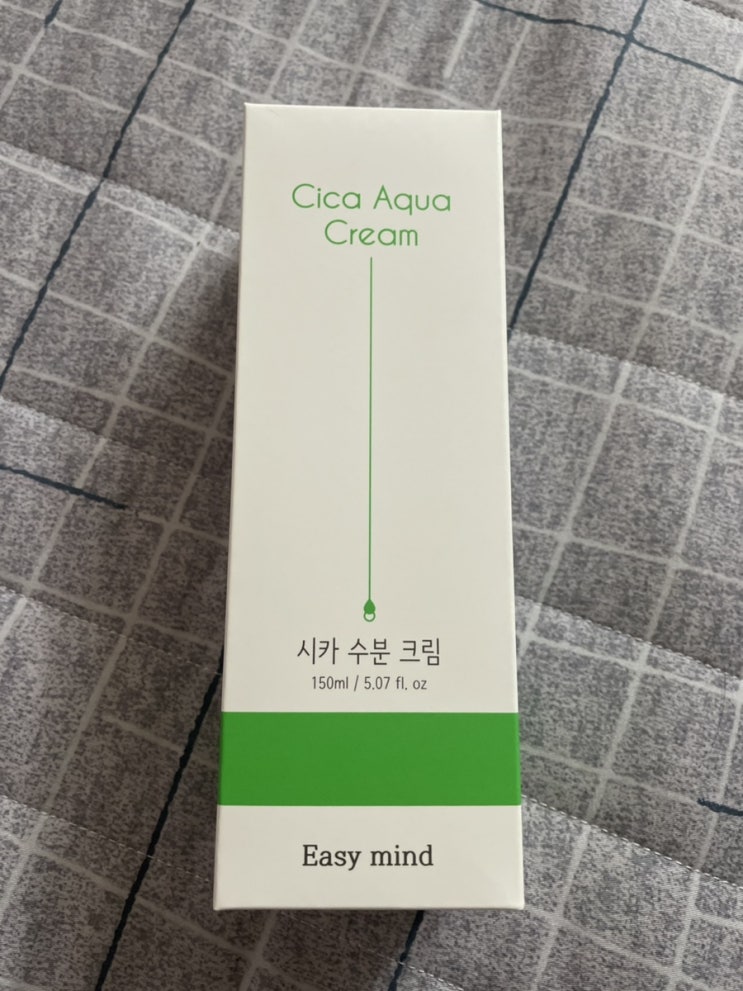 Cica Aqua
Cream
시카 수분 크림
150ml / 5.07 fl. oz
Easy mind